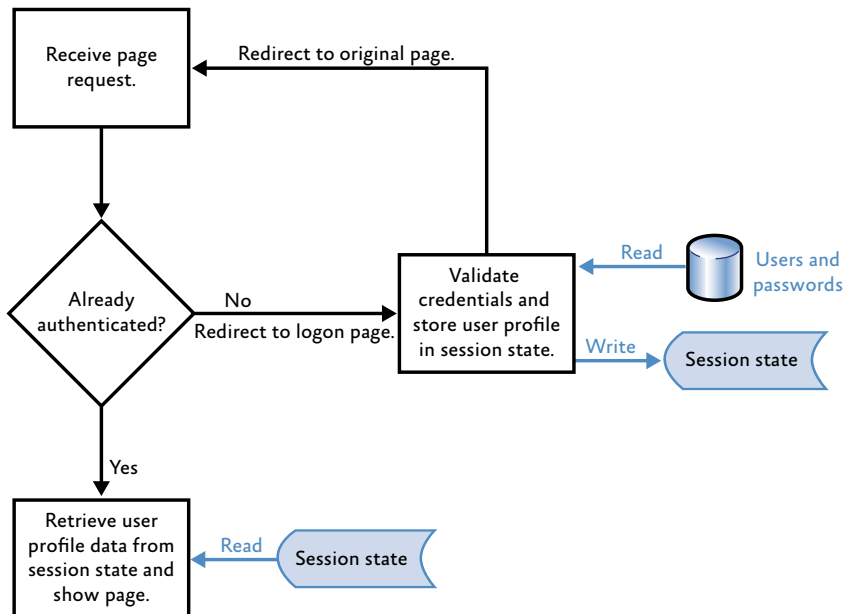 Receive page
request.
Redirect to original page.
Already
authenticated?
No
Redirect to logon page.
Validate
credentials and
store user profile
in session state.
Read
Users and
passwords
Write
Session state
Yes
Retrieve user
profile data from
session state and
show page.
Read
Session state